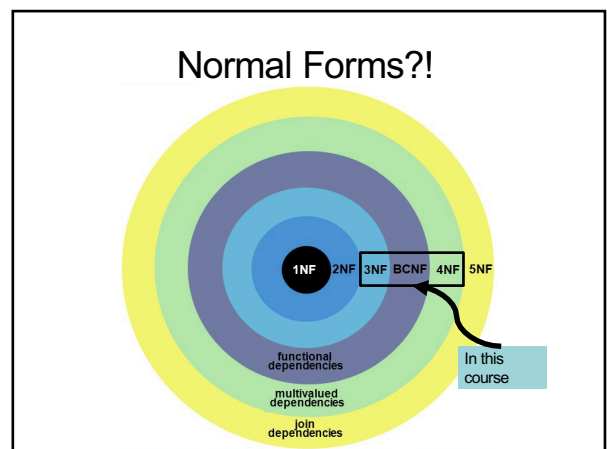 Normal Forms?!
1NF 2NF 3NF BCNF 4NF 5NF
functional
dependencies
In this
course
multivalued
dependencies
join
dependencies